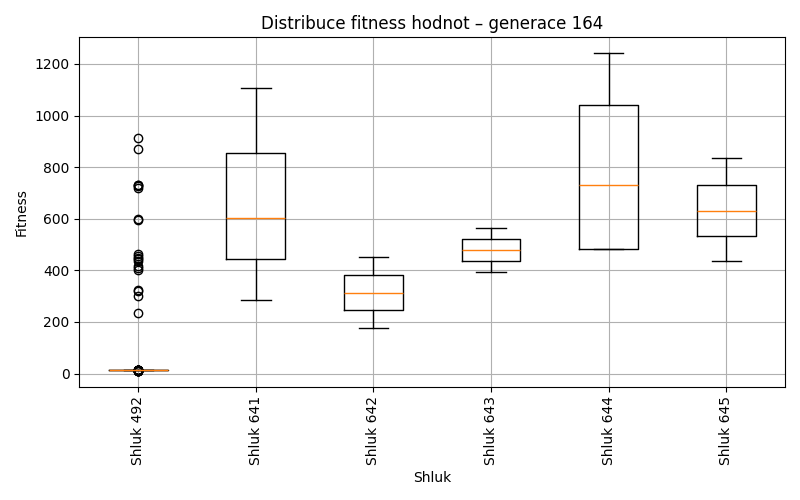 Distribuce fitness hodnot – generace 164
Fitness
1200
1000
800
600
400
200
0
Shluk 492
Shluk 641
Shluk 642
Shluk 643
Shluk 644
Shluk 645
Shluk